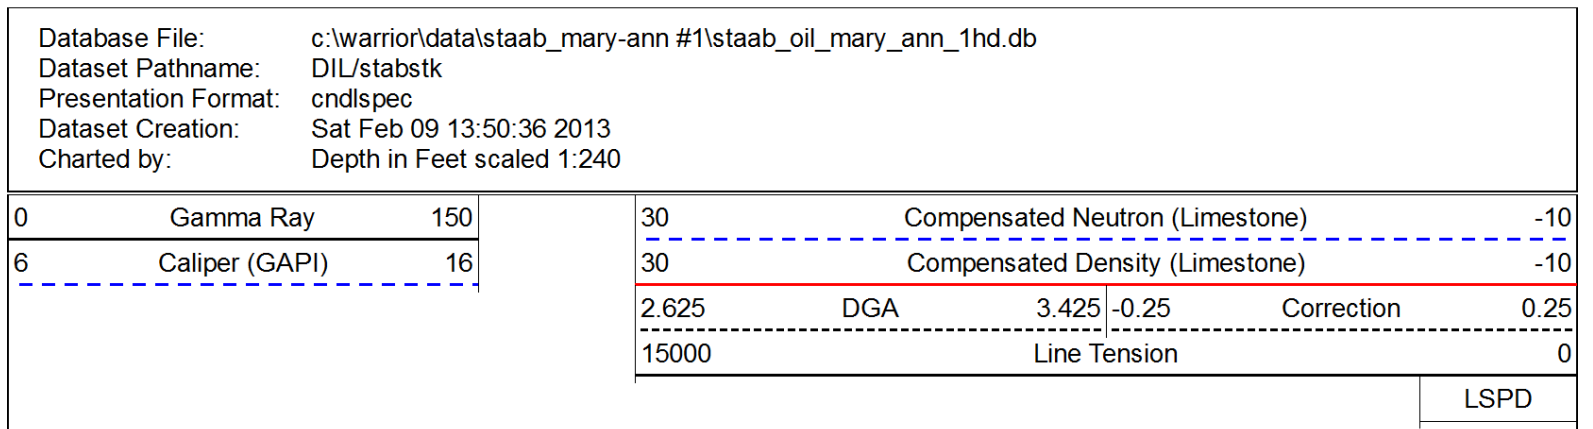 Database File: c:\warrior\data\staab_mary-ann #1\staab_oil_mary_ann_1hd.db
Dataset Pathname: DIL/stabstk
Presentation Format: cndlspec
Dataset Creation: Sat Feb 09 13:50:36 2013
Charted by: Depth in Feet scaled 1:240
0 Gamma Ray 150 30 Compensated Neutron (Limestone) -10
6 Caliper (GAPI) 16 30 Compensated Density (Limestone) -10
2.625 DGA 3.425 -0.25 Correction 0.25
15000 Line Tension 0
LSPD